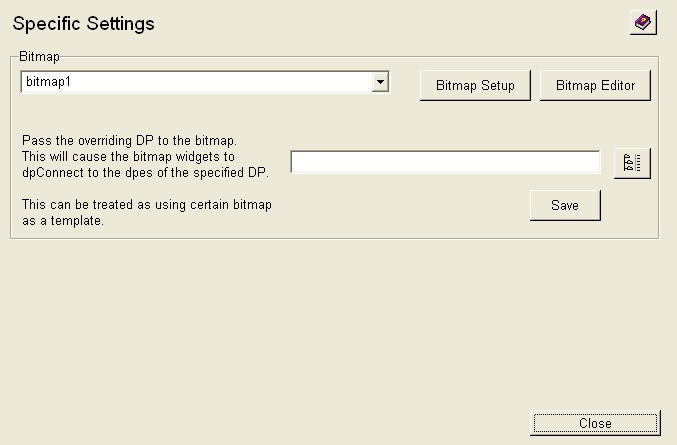 Specific Settings
Bitmap
bitmap1
Bitmap Setup
Bitmap Editor
Pass the overriding DP to the bitmap.
This will cause the bitmap widgets to
dpConnect to the dpes of the specified DP.
This can be treated as using certain bitmap
as a template.
Save
Close